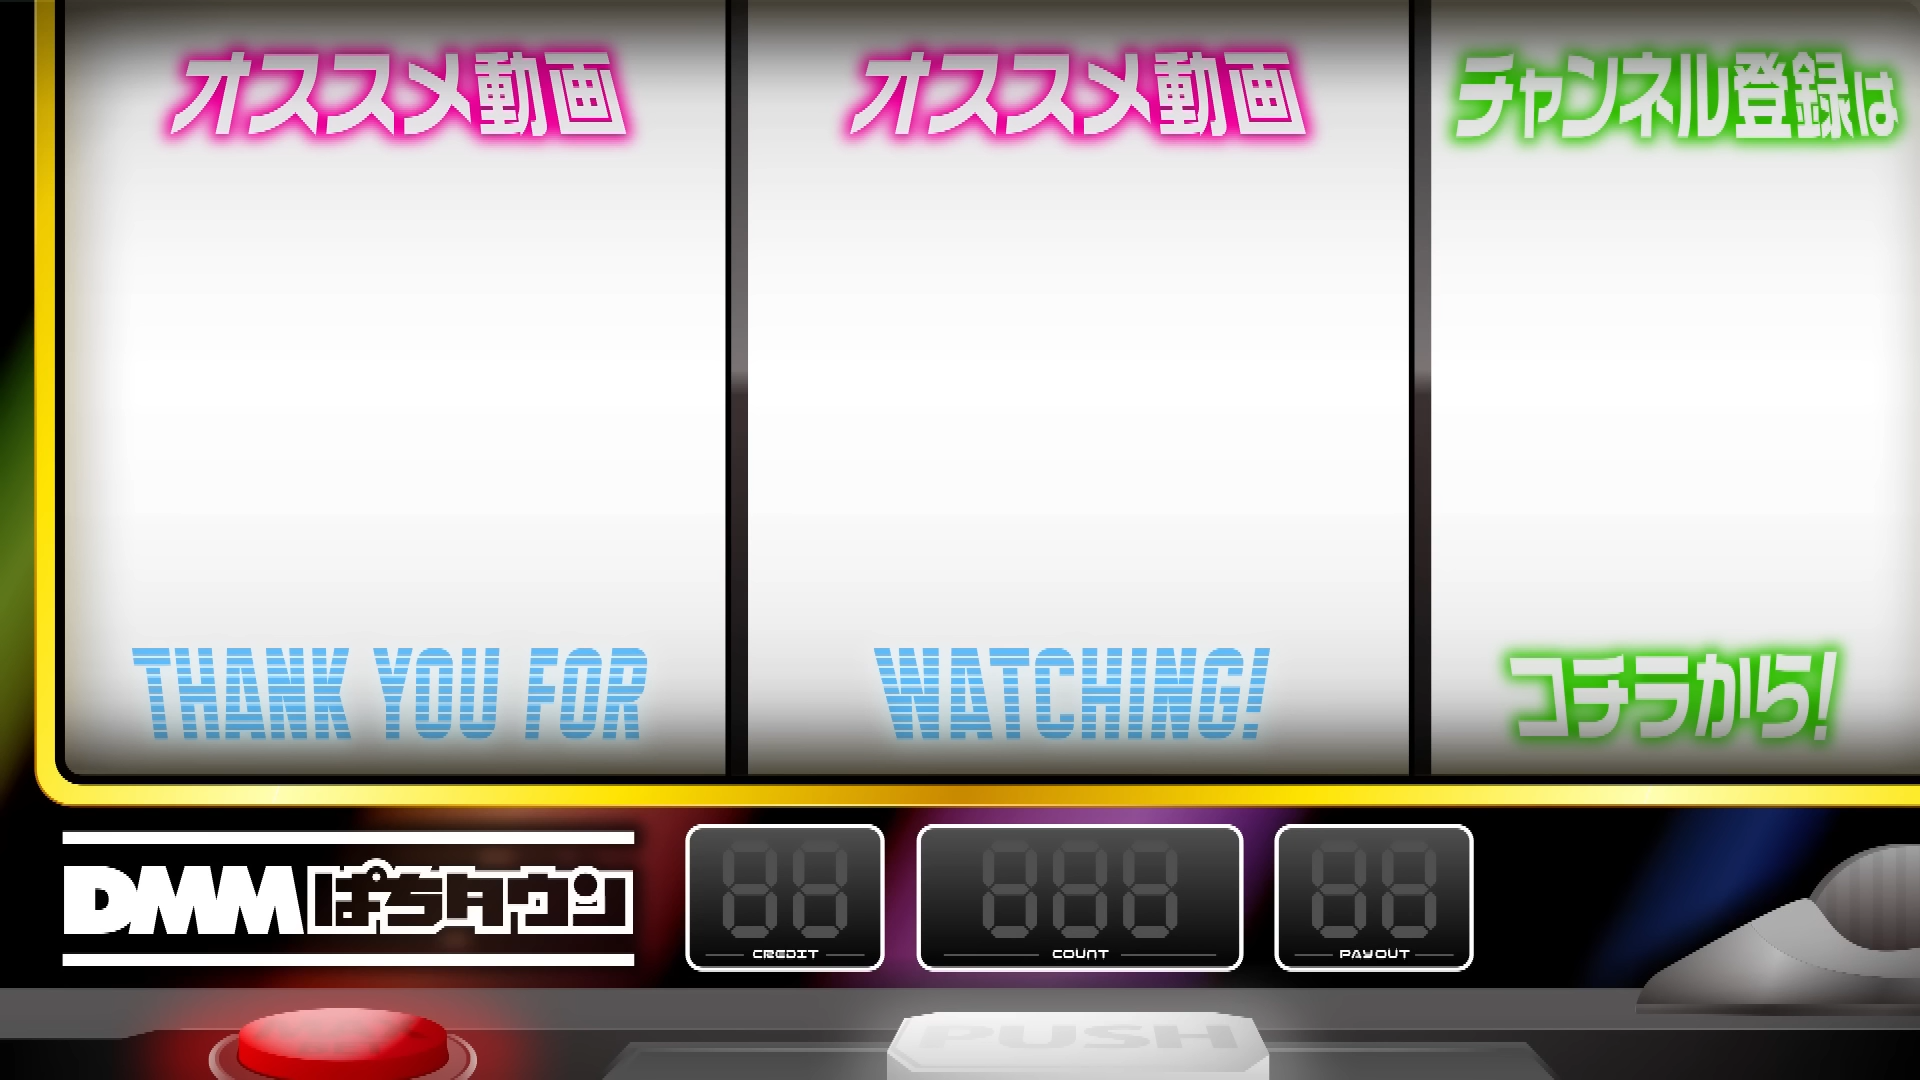 オススメ動画
オススメ動画
チャンネル登録は
THANK YOU FOR
WATCHING!
コチラから!
DMMぱちタウン
CREDIT
COUNT
PAYOUT
PUSH